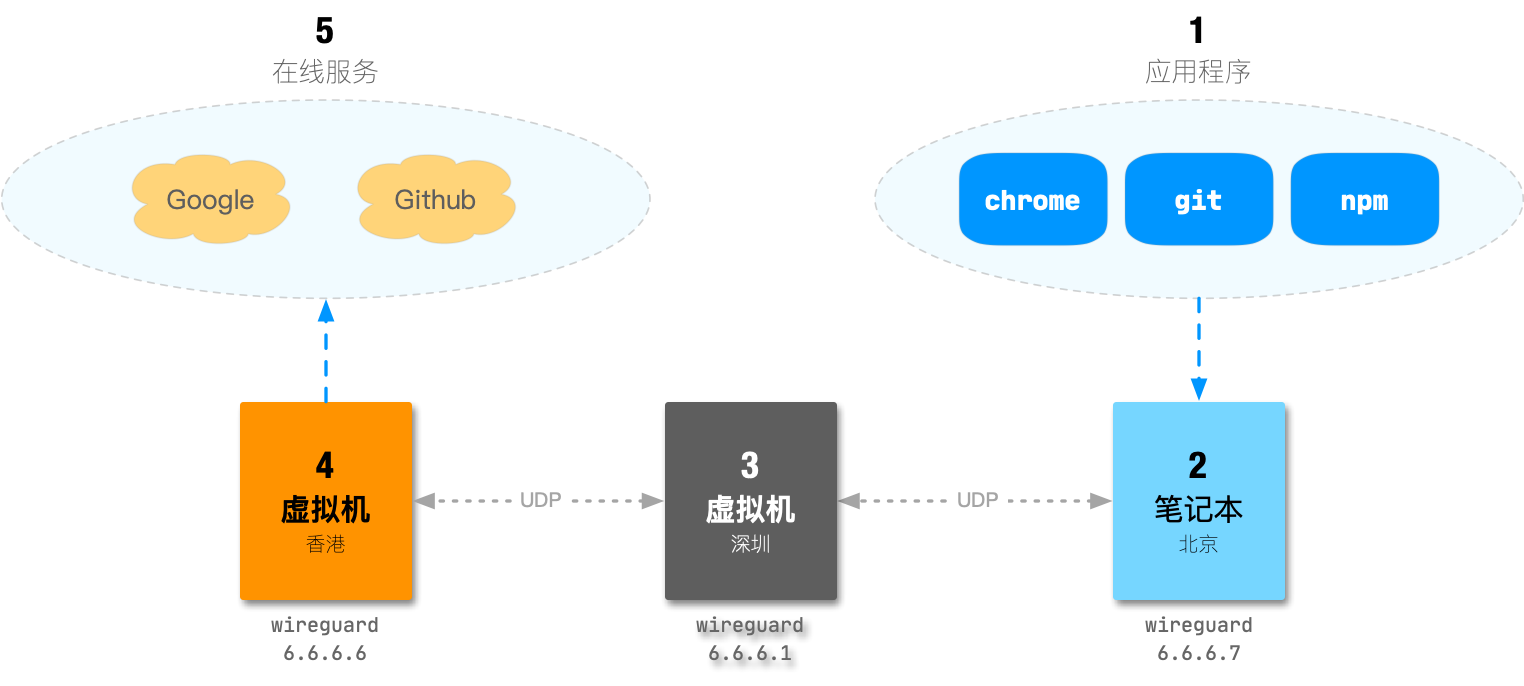 5
在线服务
Google
Github
1
应用程序
chrome
git
npm
4
虚拟机
香港
wireguard
6.6.6.6
UDP
3
虚拟机
深圳
wireguard
6.6.6.1
UDP
2
笔记本
北京
wireguard
6.6.6.7